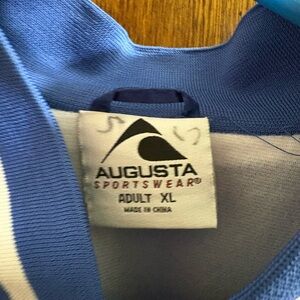 AUGUSTA
SPORTSWEAR®
ADULT XL
MADE IN CHINA